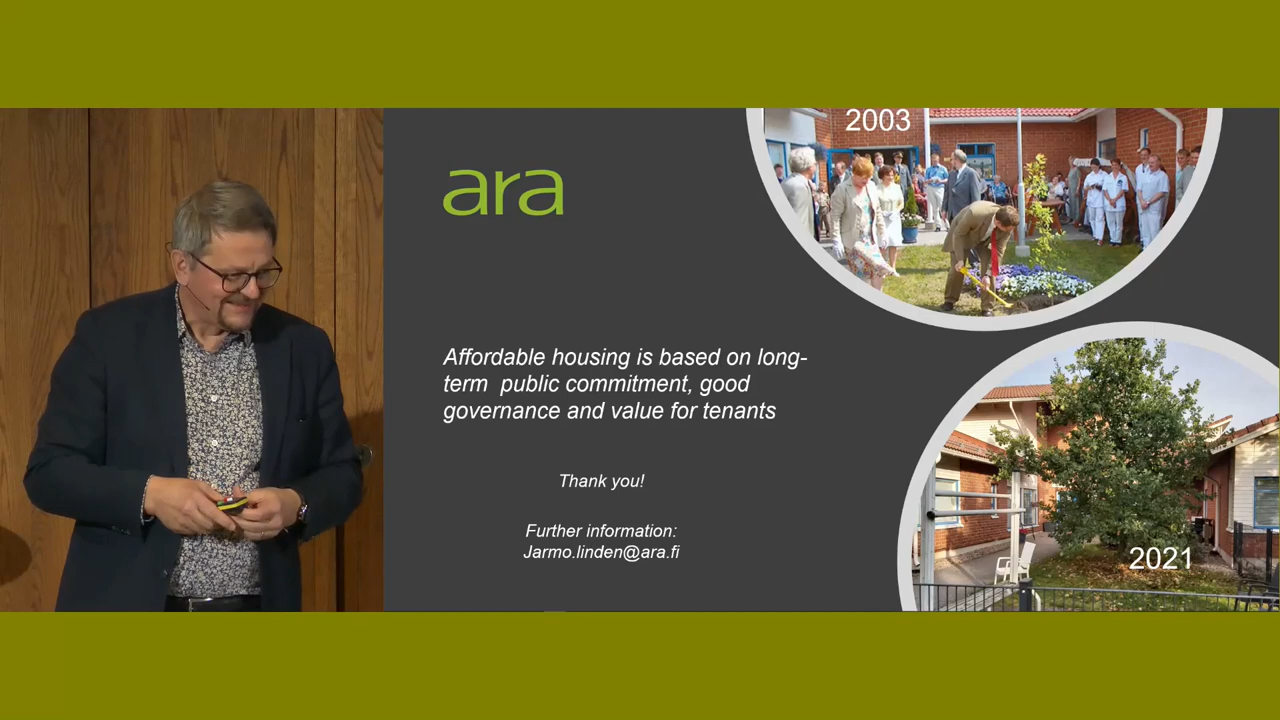 2003
ara
Affordable housing is based on long-
term public commitment, good
governance and value for tenants
Thank you!
Further information:
Jarmo.linden@ara.fi
2021